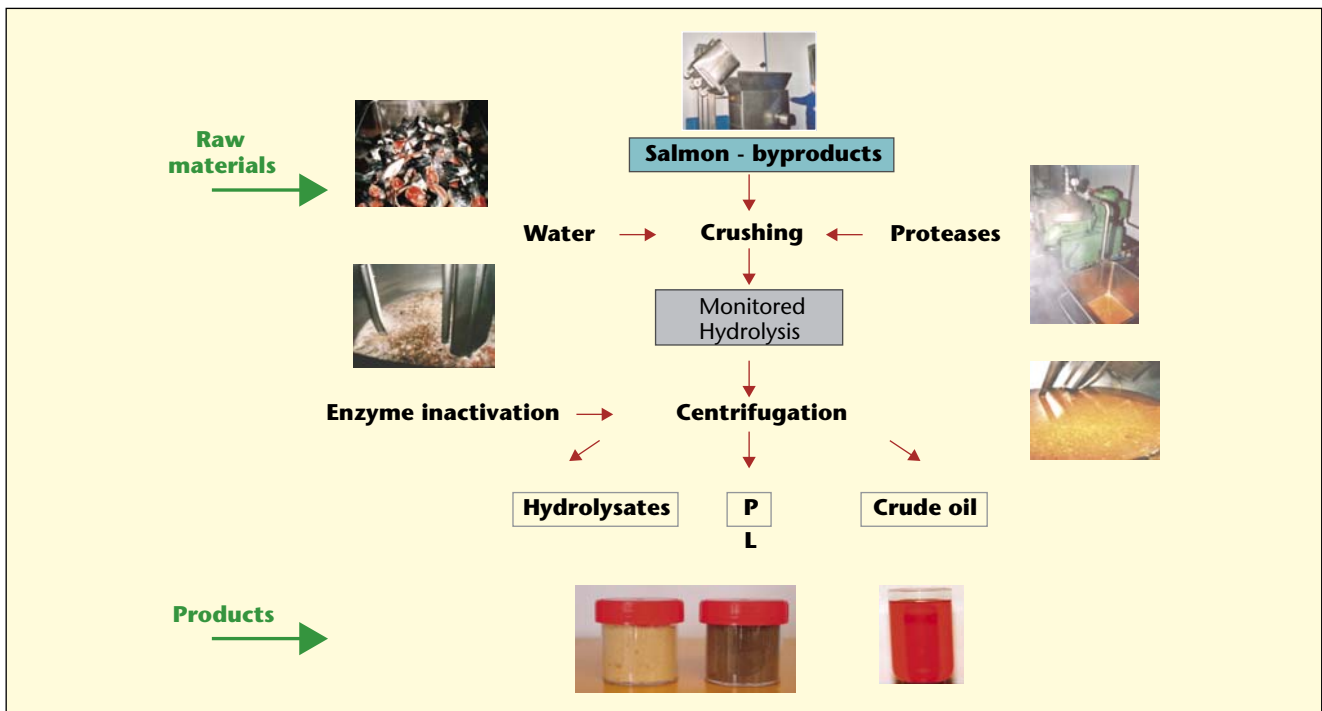 Raw
materials
Salmon - byproducts
Water
Crushing
Proteases
Monitored
Hydrolysis
Enzyme inactivation
Centrifugation
Hydrolysates
P
L
Crude oil
Products